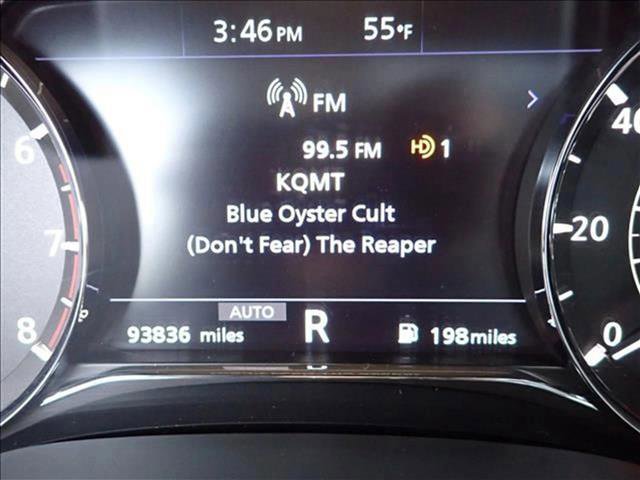 3:46 PM 55°F
FM
99.5 FM HD 1
KQMT
Blue Oyster Cult
(Don't Fear) The Reaper
AUTO
93836 miles R 198 miles
6
7
8
40
20
0